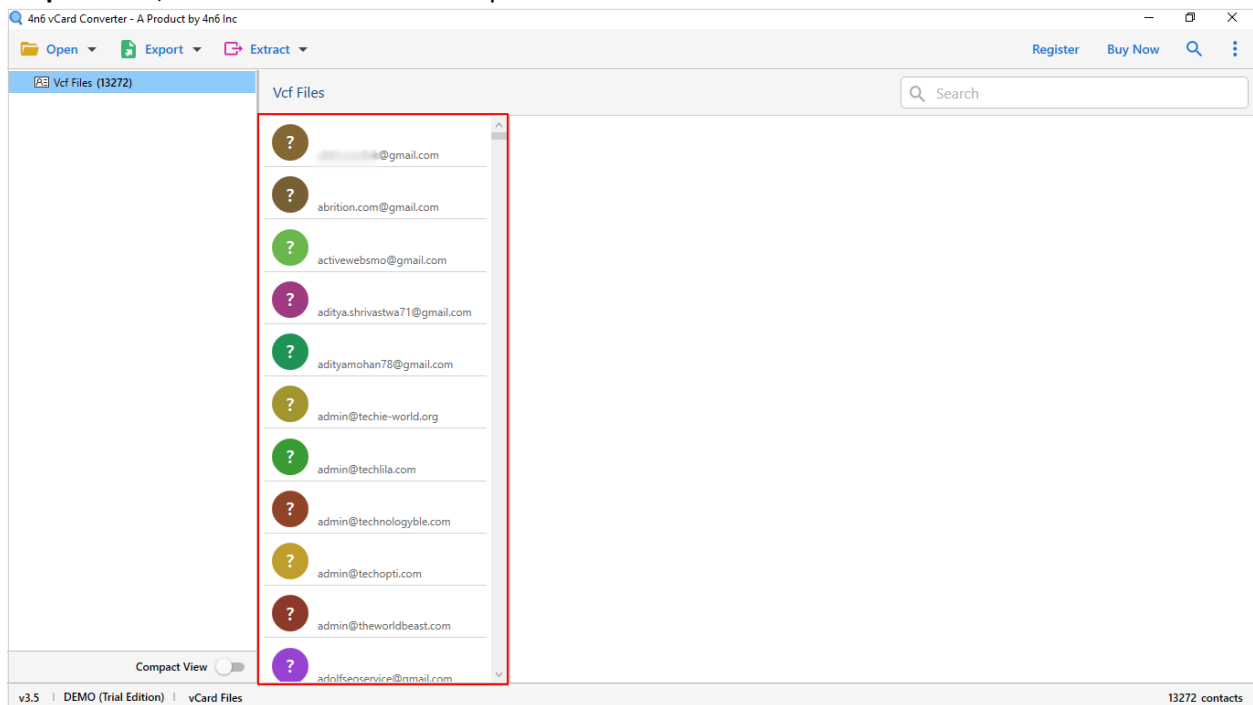 4n6 vCard Converter - A Product by 4n6 Inc
Open Export Extract Register Buy Now
Vcf Files (13272)
Vcf Files
Search
?
@gmail.com
?
abrition.com@gmail.com
?
activewebsmo@gmail.com
?
aditya.shrivastwa71@gmail.com
?
adityamohan78@gmail.com
?
admin@techie-world.org
?
admin@techlila.com
?
admin@technologyble.com
?
admin@techopti.com
?
admin@theworldbeast.com
?
adolfseoservice@gmail.com
Compact View
v3.5 | DEMO (Trial Edition) | vCard Files 13272 contacts